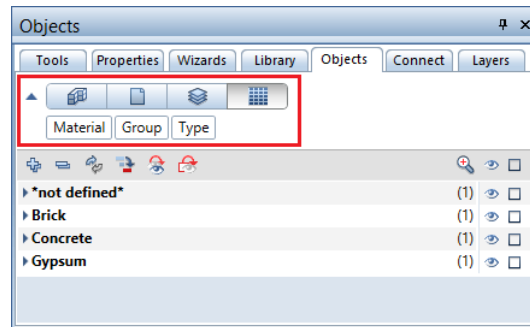 Objects
Tools Properties Wizards Library Objects Connect Layers
Material Group Type
*not defined* (1)
Brick (1)
Concrete (1)
Gypsum (1)